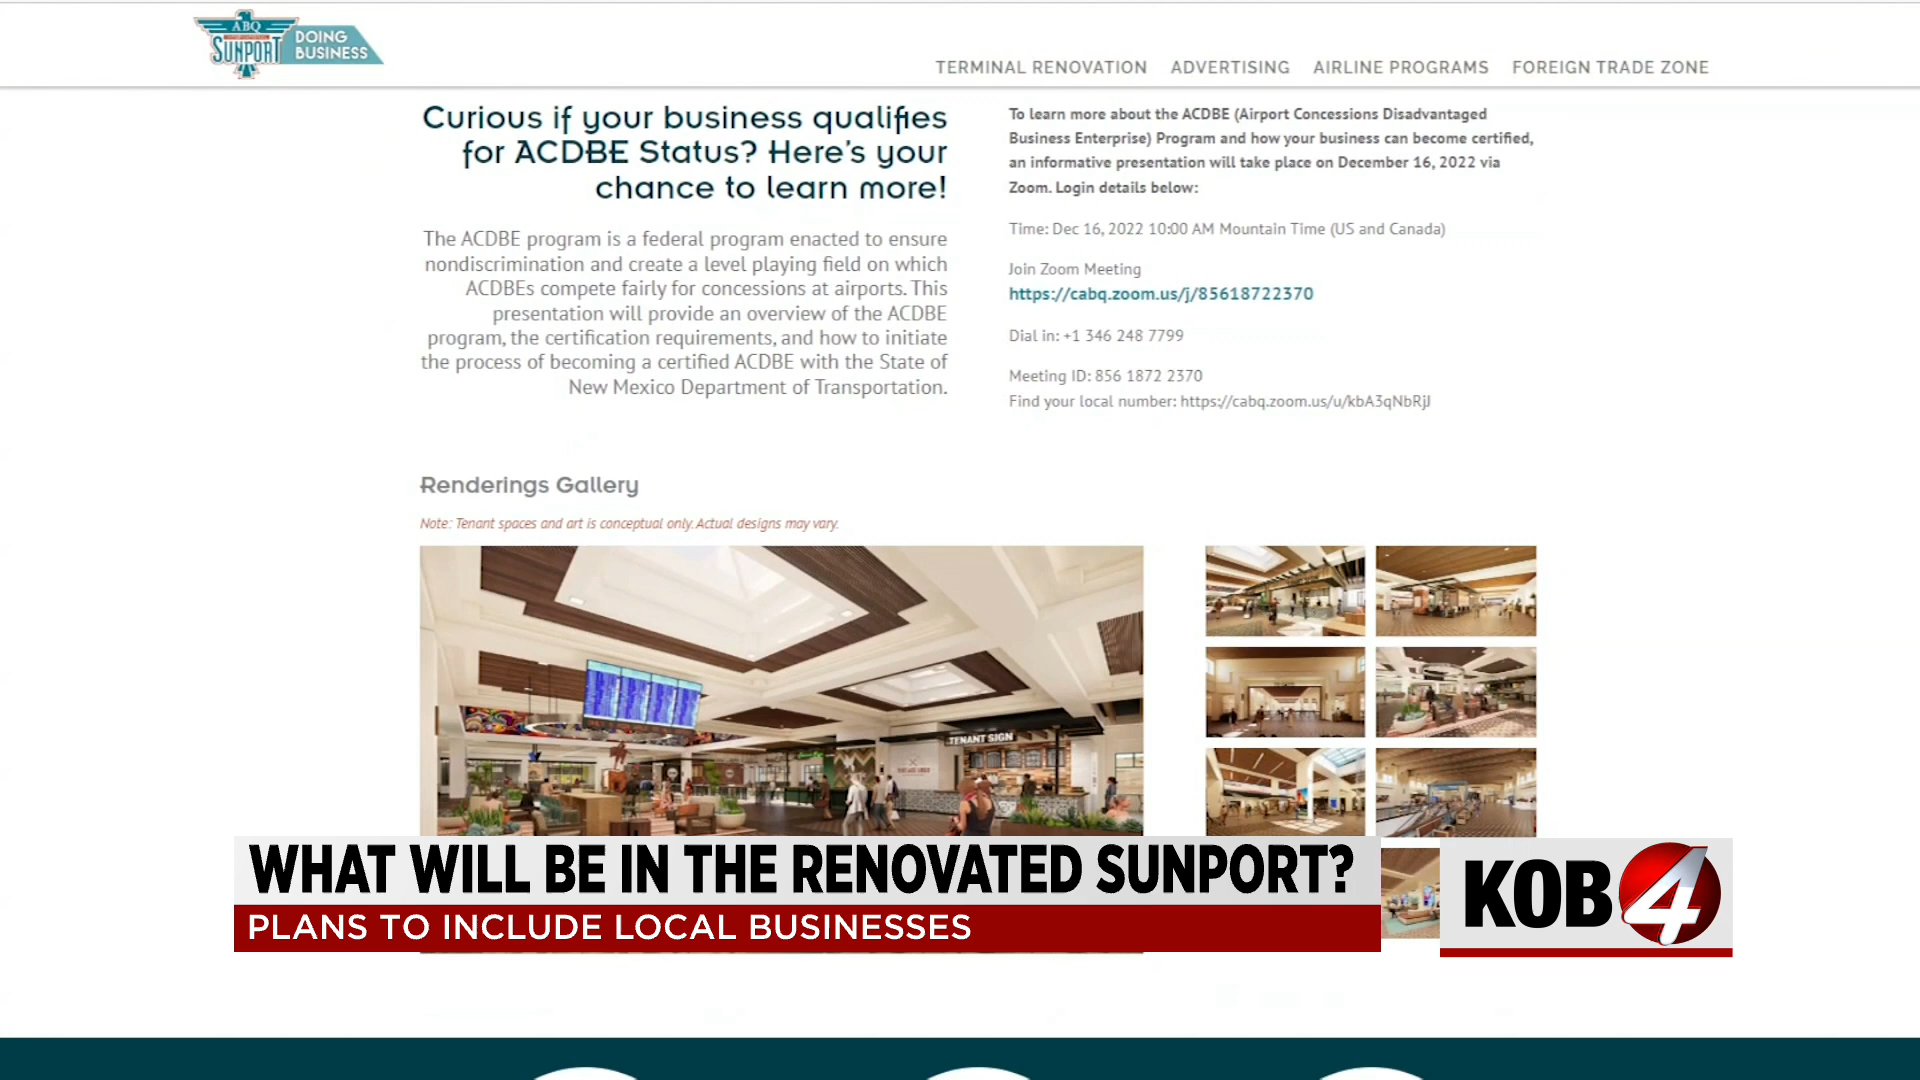 ABQ
SUNPORT
DOING
BUSINESS
TERMINAL RENOVATION
ADVERTISING
AIRLINE PROGRAMS
FOREIGN TRADE ZONE
Curious if your business qualifies
for ACDBE Status? Here's your
chance to learn more!
The ACDBE program is a federal program enacted to ensure
nondiscrimination and create a level playing field on which
ACDBEs compete fairly for concessions at airports. This
presentation will provide an overview of the ACDBE
program, the certification requirements, and how to initiate
the process of becoming a certified ACDBE with the State of
New Mexico Department of Transportation.
To learn more about the ACDBE (Airport Concessions Disadvantaged
Business Enterprise) Program and how your business can become certified,
an informative presentation will take place on December 16, 2022 via
Zoom. Login details below:
Time: Dec 16, 2022 10:00 AM Mountain Time (US and Canada)
Join Zoom Meeting
https://cabq.zoom.us/j/85618722370
Dial in: +1 346 248 7799
Meeting ID: 856 1872 2370
Find your local number: https://cabq.zoom.us/u/kbA3qNbRjJ
Renderings Gallery
Note: Tenant spaces and art is conceptual only. Actual designs may vary.
TENANT SIGN
WHAT WILL BE IN THE RENOVATED SUNPORT?
PLANS TO INCLUDE LOCAL BUSINESSES
KOB 4